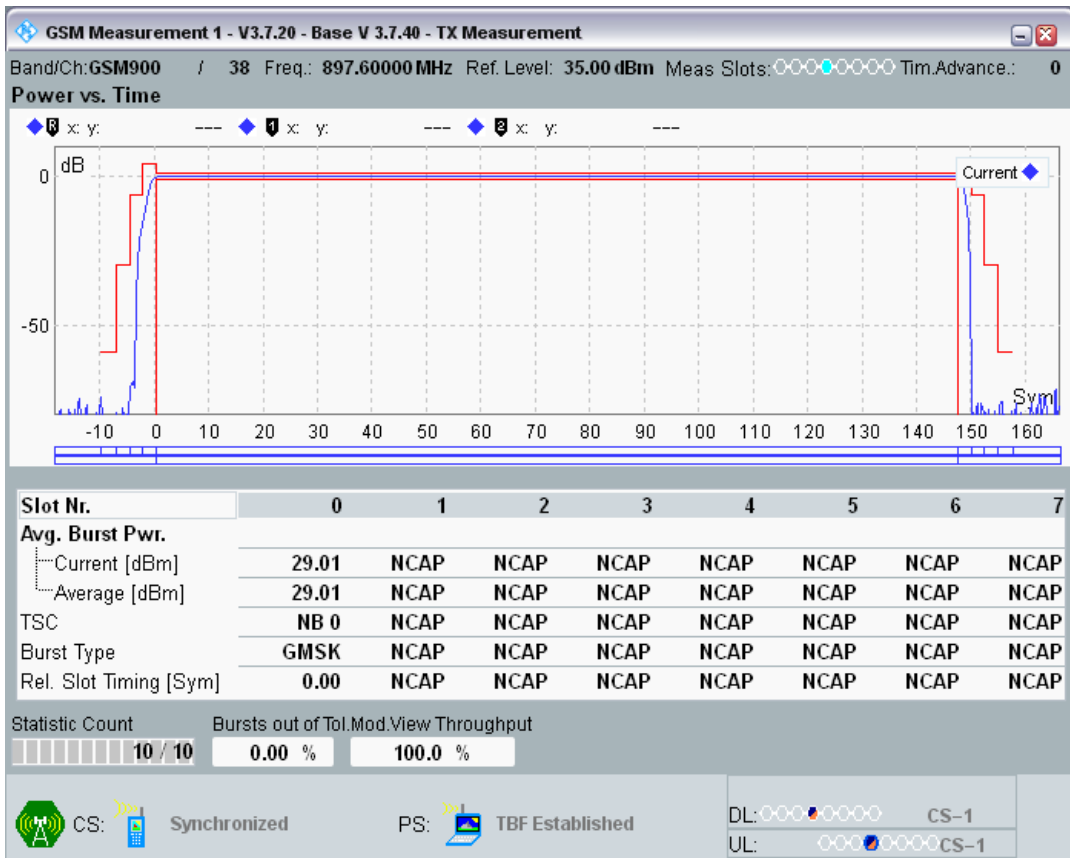 GSM Measurement 1 - V3.7.20 - Base V 3.7.40 - TX Measurement
Band/Ch:GSM900 / 38 Freq.: 897.60000 MHz Ref. Level: 35.00 dBm Meas Slots: Tim.Advance.: 0
Power vs. Time
R x: y: --- 1 x: y: --- 2 x: y: ---
dB
Current
0
-50
Sym
-10 0 10 20 30 40 50 60 70 80 90 100 110 120 130 140 150 160
Slot Nr. 0 1 2 3 4 5 6 7
Avg. Burst Pwr.
Current [dBm] 29.01 NCAP NCAP NCAP NCAP NCAP NCAP NCAP
Average [dBm] 29.01 NCAP NCAP NCAP NCAP NCAP NCAP NCAP
TSC NB 0 NCAP NCAP NCAP NCAP NCAP NCAP NCAP
Burst Type GMSK NCAP NCAP NCAP NCAP NCAP NCAP NCAP
Rel. Slot Timing [Sym] 0.00 NCAP NCAP NCAP NCAP NCAP NCAP NCAP
Statistic Count Bursts out of Tol.Mod.View Throughput
10 / 10 0.00 % 100.0 %
CS: Synchronized PS: TBF Established
DL: CS-1
UL: CS-1